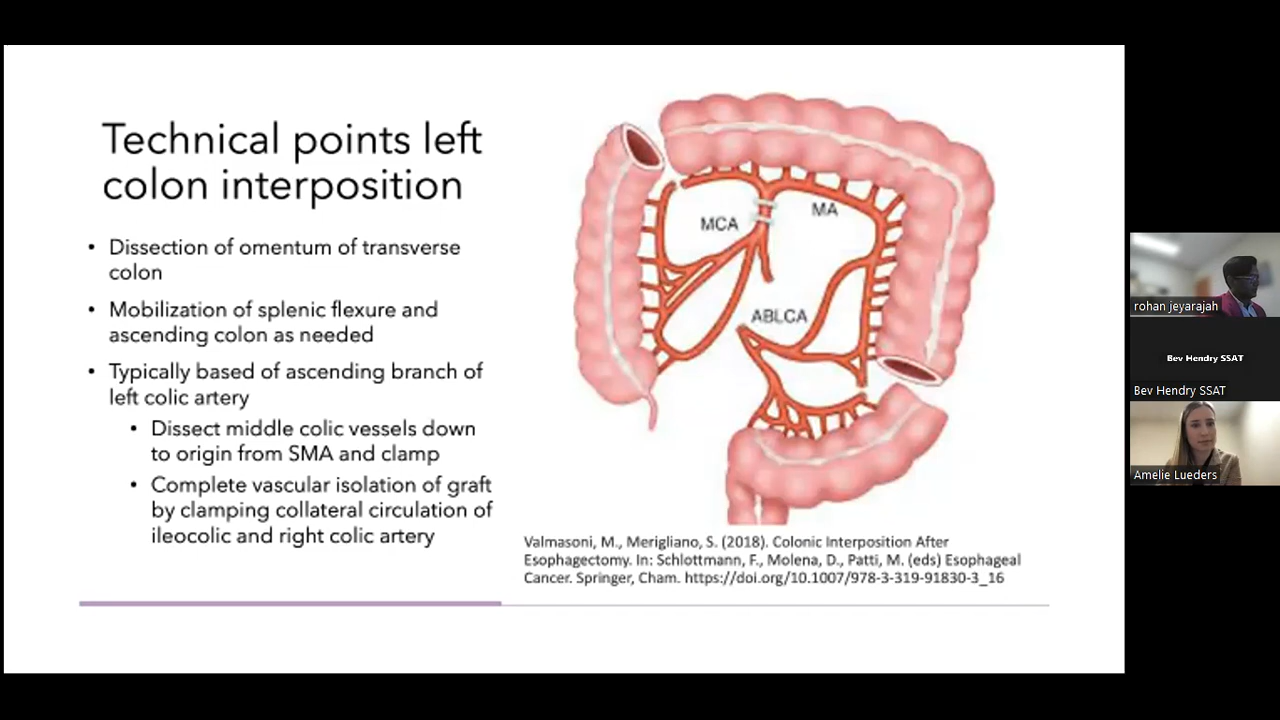 Technical points left
colon interposition
• Dissection of omentum of transverse
colon
• Mobilization of splenic flexure and
ascending colon as needed
• Typically based of ascending branch of
left colic artery
• Dissect middle colic vessels down
to origin from SMA and clamp
• Complete vascular isolation of graft
by clamping collateral circulation of
ileocolic and right colic artery
MCA
MA
ABLCA
Valmasoni, M., Merigliano, S. (2018). Colonic Interposition After
Esophagectomy. In: Schlottmann, F., Molena, D., Patti, M. (eds) Esophageal
Cancer. Springer, Cham. https://doi.org/10.1007/978-3-319-91830-3_16
rohan jeyarajah
Bev Hendry SSAT
Bev Hendry SSAT
Amelie Lueders